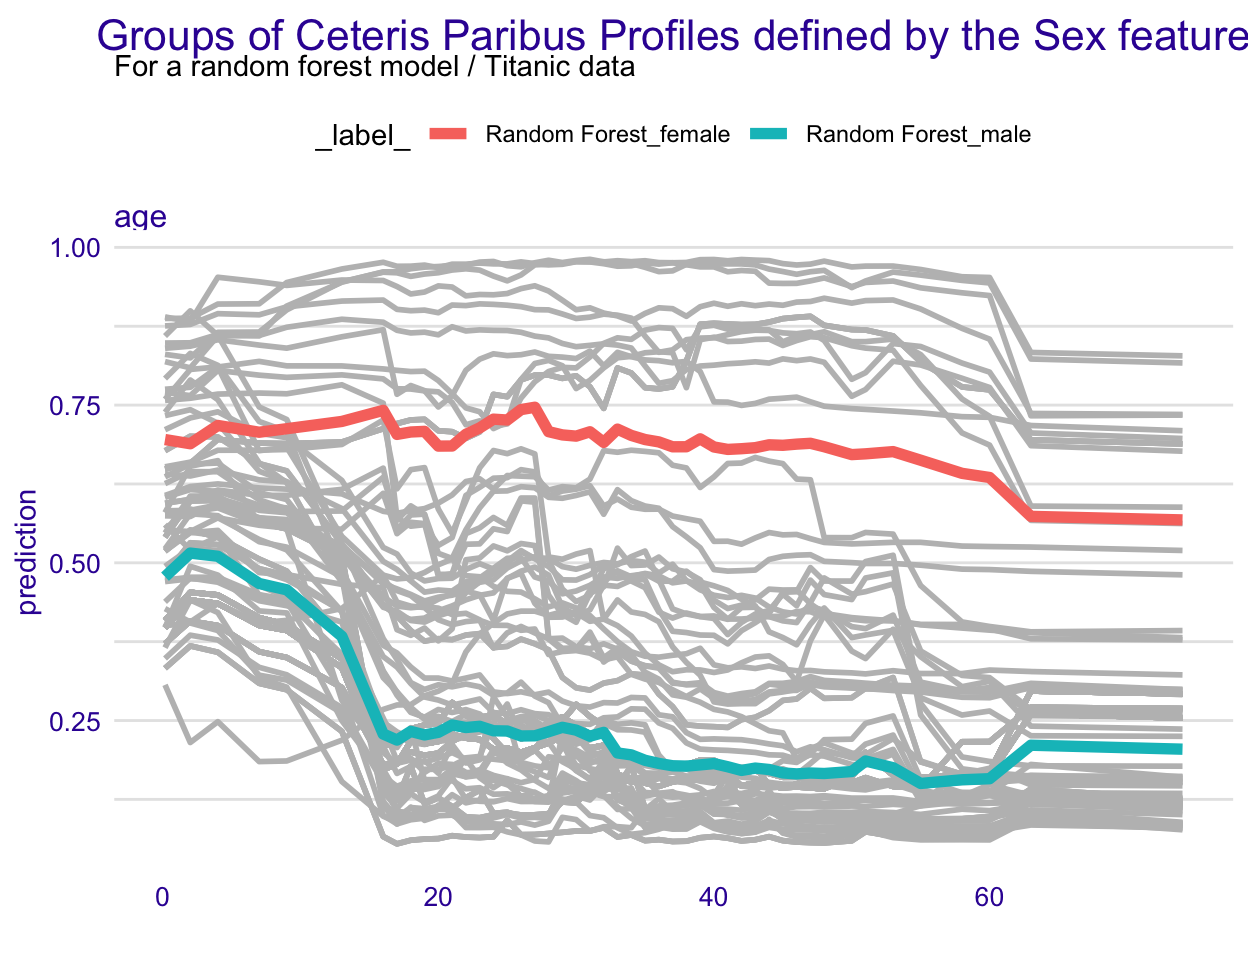 Groups of Ceteris Paribus Profiles defined by the Sex feature
For a random forest model / Titanic data
_label_ Random Forest_female Random Forest_male
age
1.00
0.75
0.50
0.25
prediction
0 20 40 60